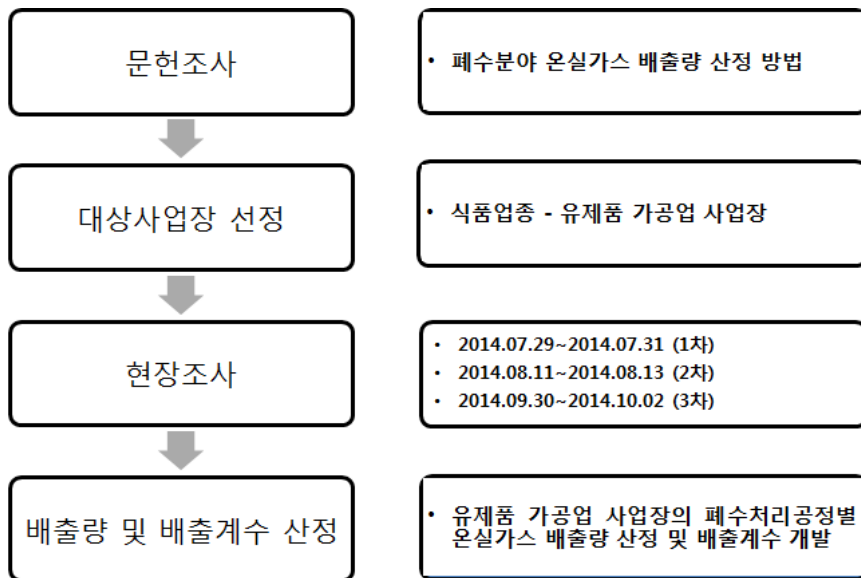 문헌조사
• 폐수분야 온실가스 배출량 산정 방법
대상사업장 선정
• 식품업종 - 유제품 가공업 사업장
현장조사
• 2014.07.29~2014.07.31 (1차)
• 2014.08.11~2014.08.13 (2차)
• 2014.09.30~2014.10.02 (3차)
배출량 및 배출계수 산정
• 유제품 가공업 사업장의 폐수처리공정별
온실가스 배출량 산정 및 배출계수 개발